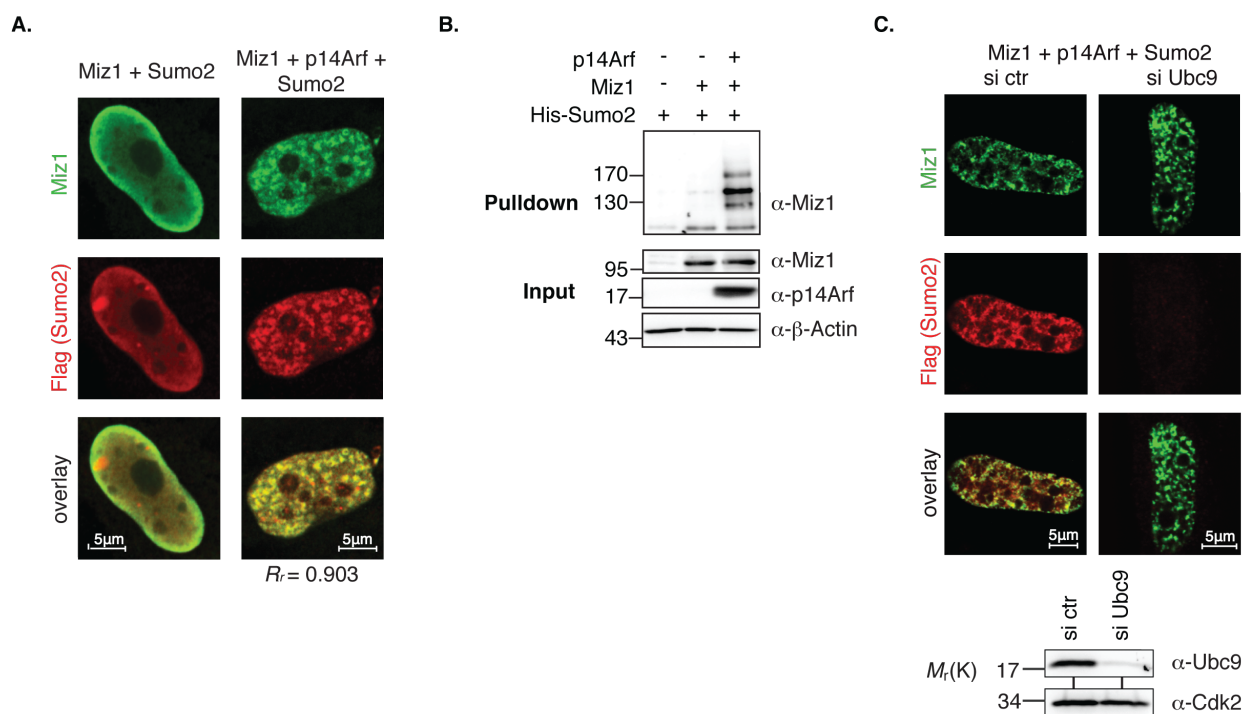 A.
Miz1 + Sumo2
Miz1 + p14Arf +
Sumo2
Miz1
Flag (Sumo2)
overlay
5µm
5µm
Rr = 0.903
B.
p14Arf - - +
Miz1 - + +
His-Sumo2 + + +
Pulldown
170
130
α-Miz1
Input
95
α-Miz1
17
α-p14Arf
43
α-β-Actin
C.
Miz1 + p14Arf + Sumo2
si ctr
si Ubc9
Miz1
Flag (Sumo2)
overlay
5µm
5µm
si ctr
si Ubc9
Mr(K)
17
α-Ubc9
34
α-Cdk2